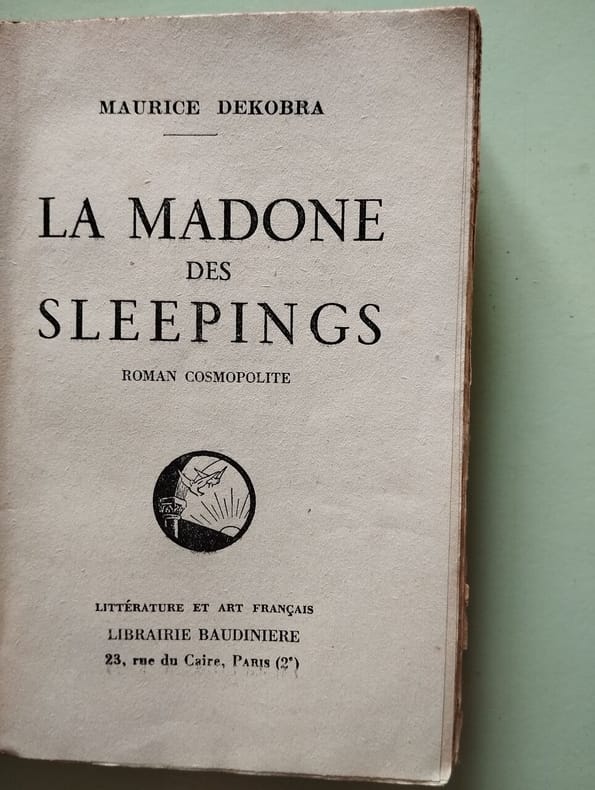 MAURICE DEKOBRA
LA MADONE
DES
SLEEPINGS
ROMAN COSMOPOLITE
LITTÉRATURE ET ART FRANÇAIS
LIBRAIRIE BAUDINIERE
23, rue du Caire, PARIS (2ᵉ)